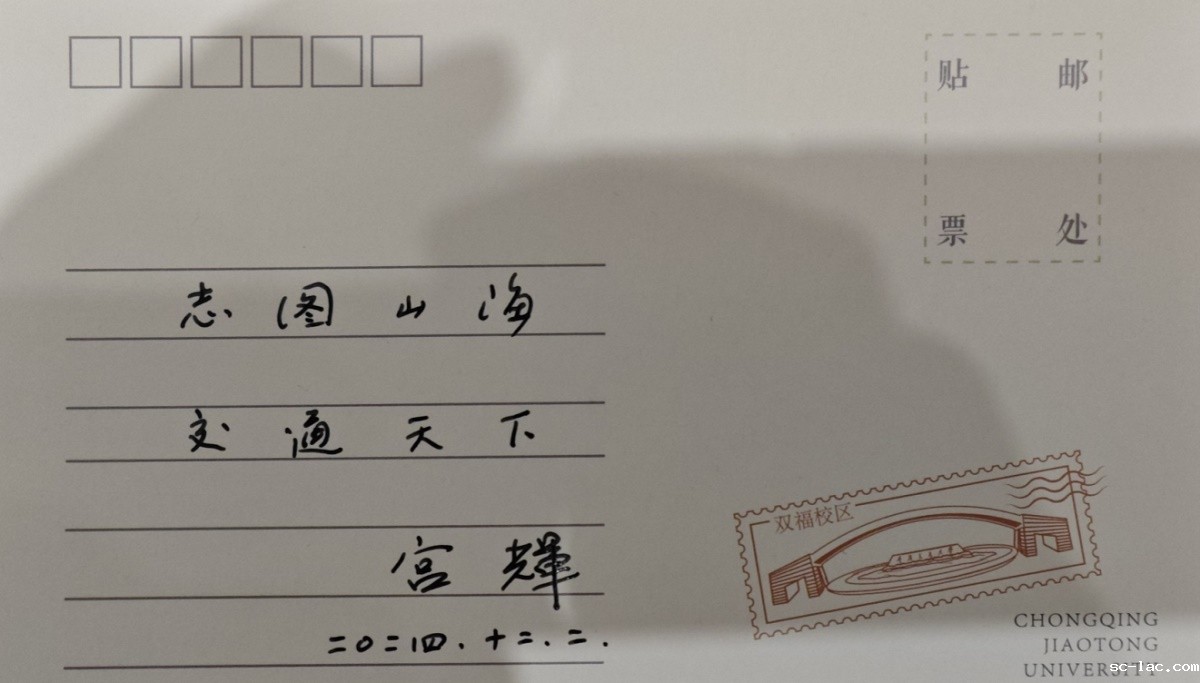 贴 邮
票 处
志图山海
交通天下
宫辉
二〇二四.十二.二.
双福校区
CHONGQING
JIAOTONG
UNIVERSITY
sc-lac.com